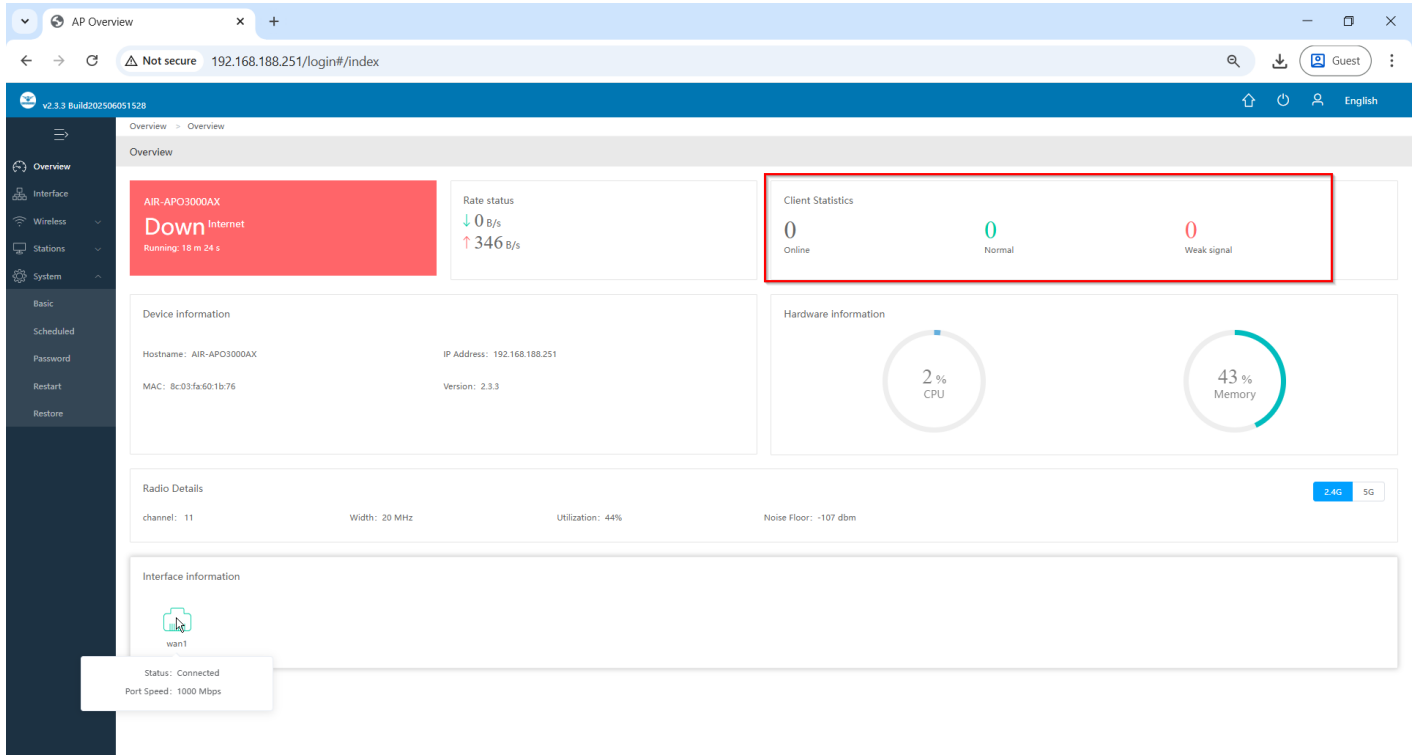 AP Overview
Not secure 192.168.188.251/login#/index Guest
v2.3.3 Build202506051528 English
Overview > Overview
Overview
Overview
Interface
Wireless
Stations
System
Basic
Scheduled
Password
Restart
Restore
AIR-APO3000AX
Down Internet
Running: 18 m 24 s
Rate status
↓ 0 B/s
↑ 346 B/s
Client Statistics
0 0 0
Online Normal Weak signal
Device information
Hostname: AIR-APO3000AX IP Address: 192.168.188.251
MAC: 8c:03:fa:60:1b:76 Version: 2.3.3
Hardware information
2 % 43 %
CPU Memory
Radio Details 2.4G 5G
channel: 11 Width: 20 MHz Utilization: 44% Noise Floor: -107 dbm
Interface information
wan1
Status: Connected
Port Speed: 1000 Mbps